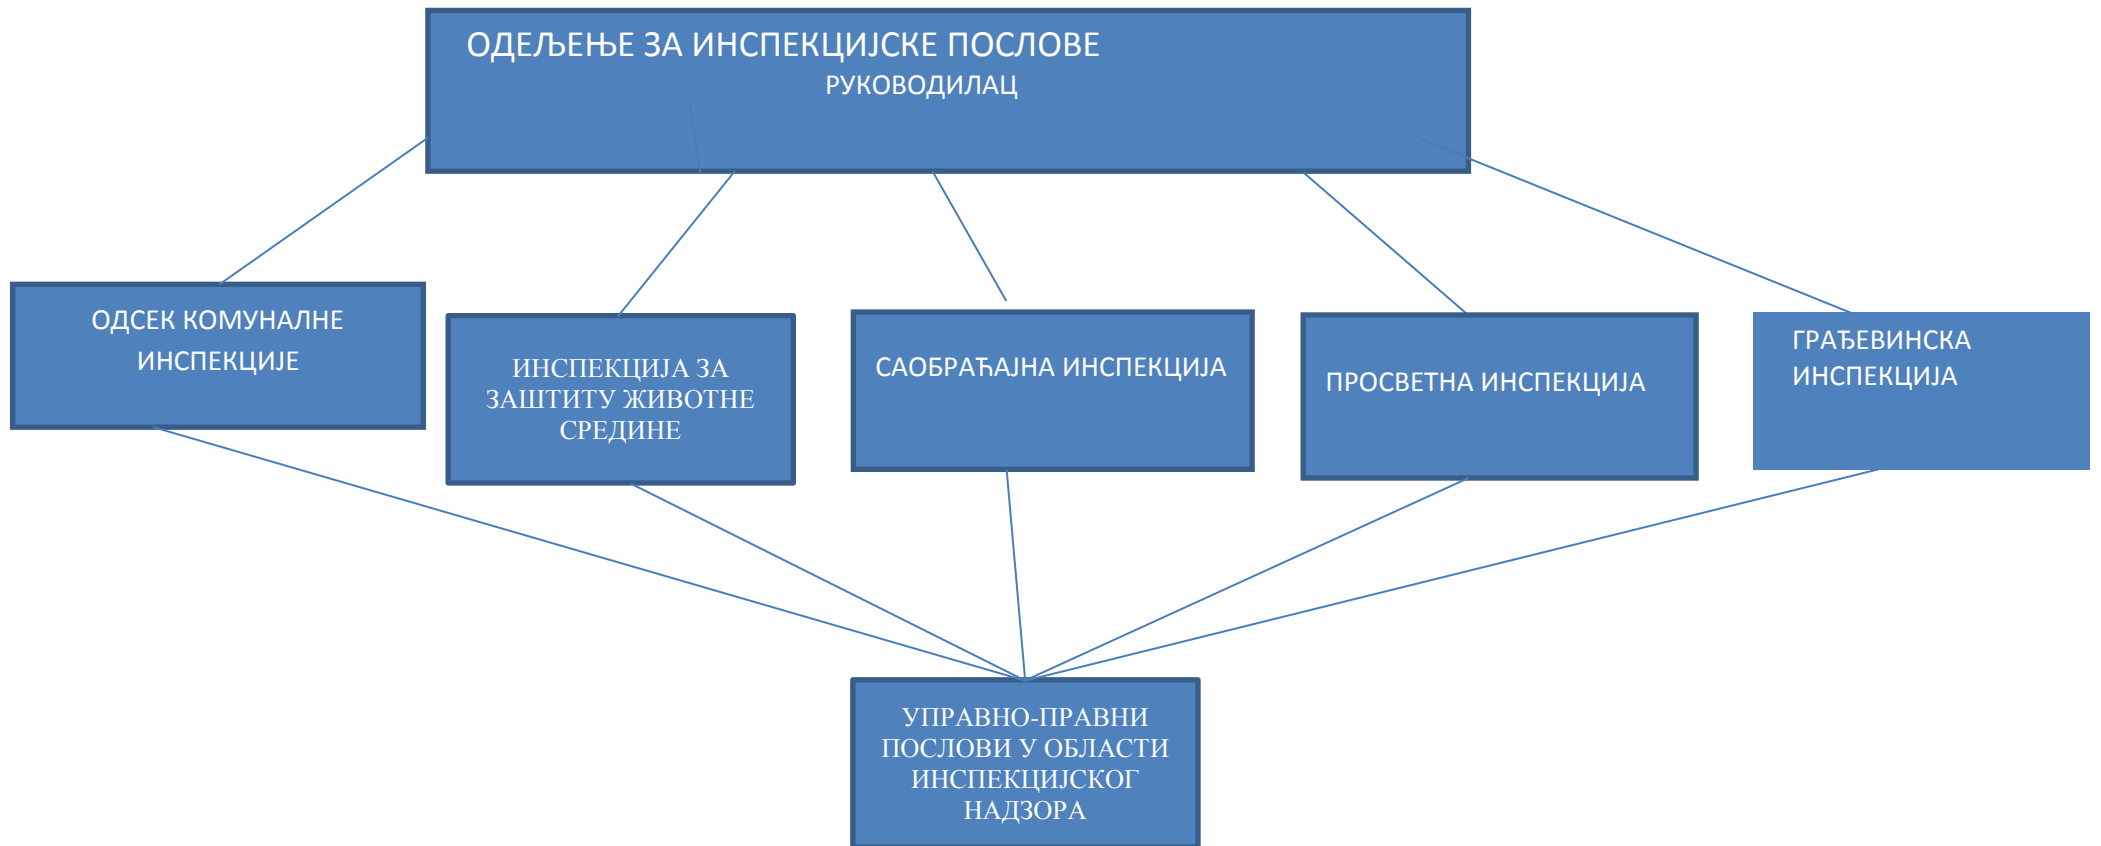 ОДЕЉЕЊЕ ЗА ИНСПЕКЦИЈСКЕ ПОСЛОВЕ
РУКОВОДИЛАЦ
ОДСЕК КОМУНАЛНЕ
ИНСПЕКЦИЈЕ
ИНСПЕКЦИЈА ЗА
ЗАШТИТУ ЖИВОТНЕ
СРЕДИНЕ
САОБРАЋАЈНА ИНСПЕКЦИЈА
ПРОСВЕТНА ИНСПЕКЦИЈА
ГРАЂЕВИНСКА
ИНСПЕКЦИЈА
УПРАВНО-ПРАВНИ
ПОСЛОВИ У ОБЛАСТИ
ИНСПЕКЦИЈСКОГ
НАДЗОРА